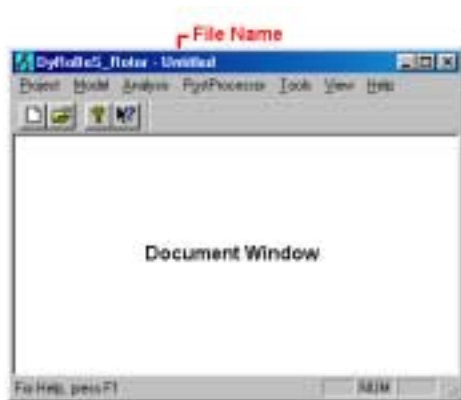 File Name
DyRoBeS_Rotor - Untitled
Project Model Analysis PostProcessor Tools View Help
Document Window
For Help, press F1 NUM